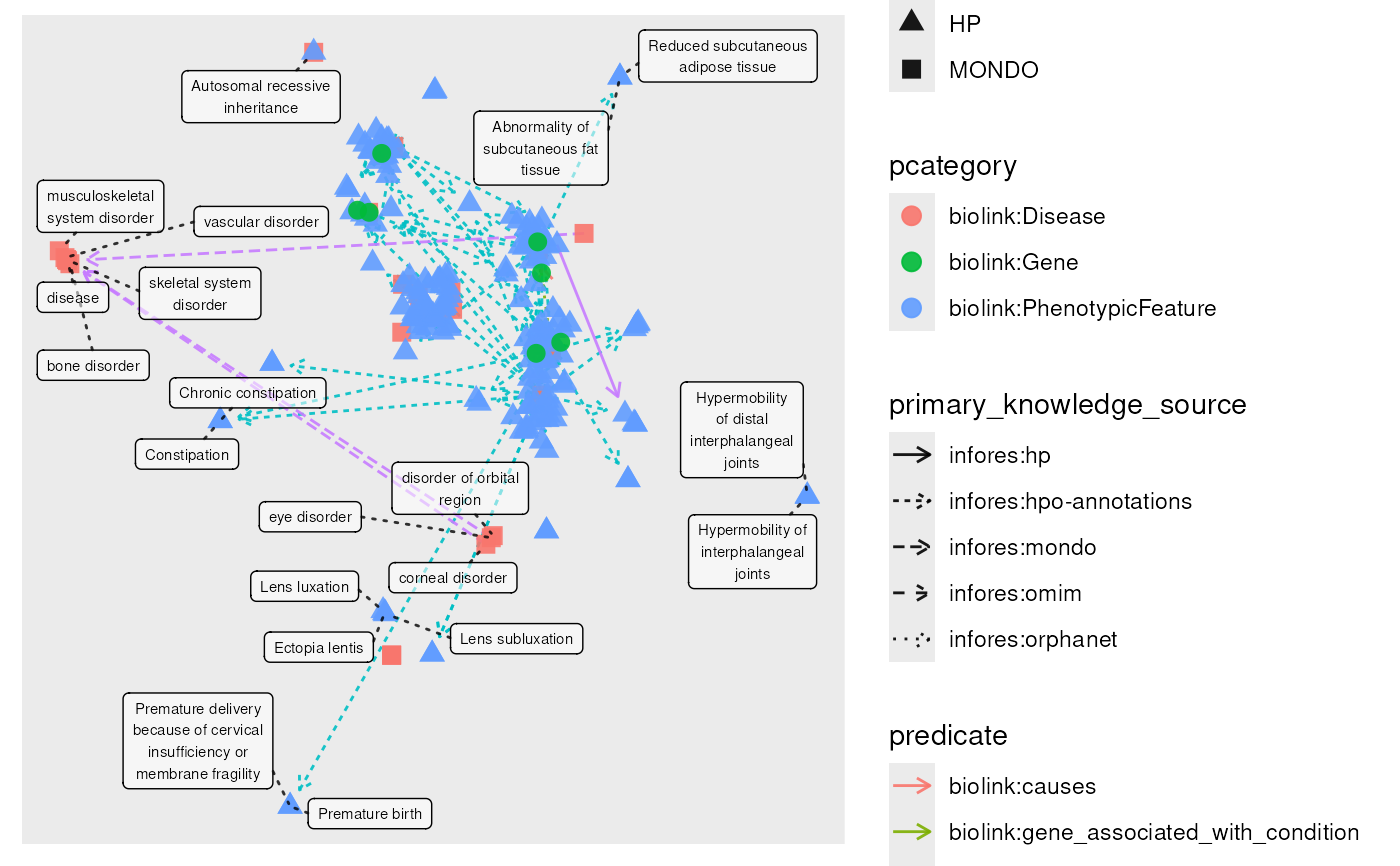 Reduced subcutaneous
adipose tissue
Autosomal recessive
inheritance
Abnormality of
subcutaneous fat
tissue
musculoskeletal
system disorder
vascular disorder
skeletal system
disorder
disease
bone disorder
Chronic constipation
Constipation
Hypermobility
of distal
interphalangeal
joints
disorder of orbital
region
eye disorder
Hypermobility of
interphalangeal
joints
corneal disorder
Lens luxation
Ectopia lentis
Lens subluxation
Premature delivery
because of cervical
insufficiency or
membrane fragility
Premature birth
HP
MONDO
pcategory
biolink:Disease
biolink:Gene
biolink:PhenotypicFeature
primary_knowledge_source
infores:hp
infores:hpo-annotations
infores:mondo
infores:omim
infores:orphanet
predicate
biolink:causes
biolink:gene_associated_with_condition